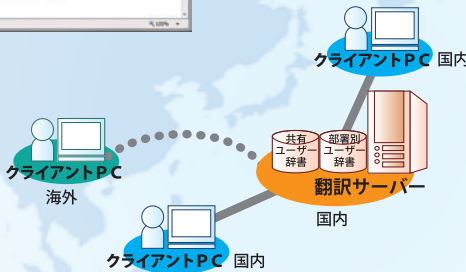 100%
クライアントPC 国内
共有
ユーザー
辞書
部署別
ユーザー
辞書
翻訳サーバー
国内
クライアントPC
海外
クライアントPC 国内